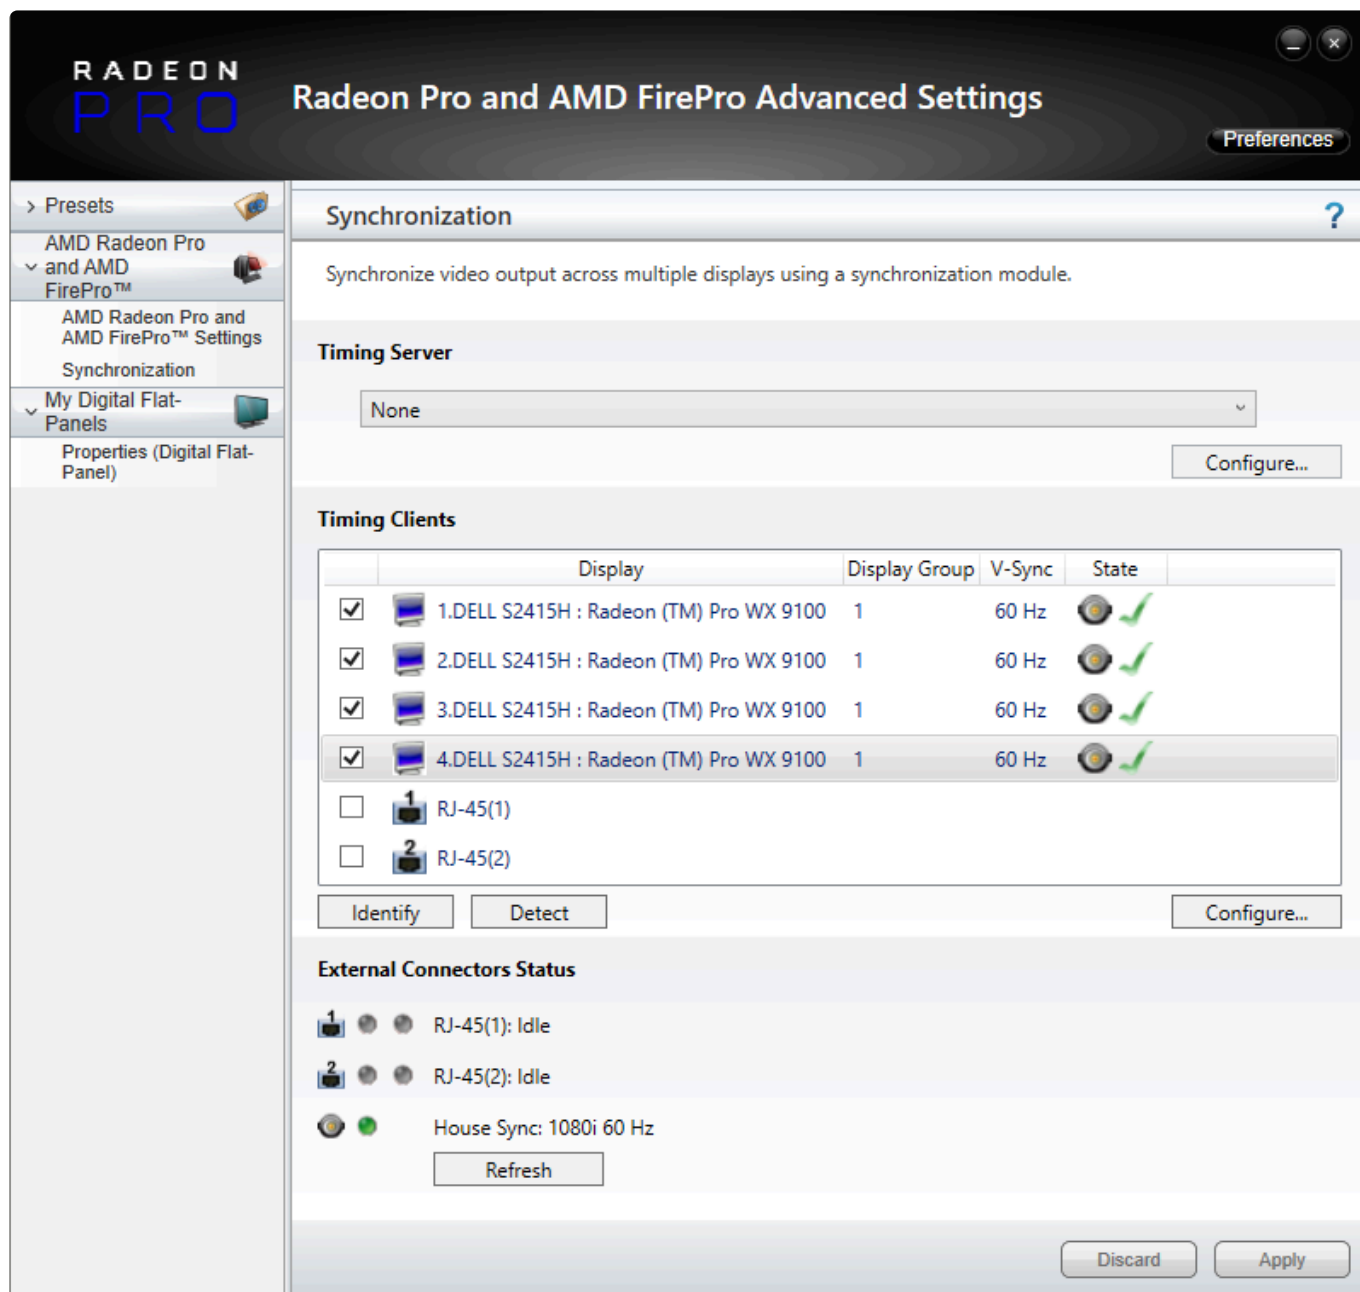 RADEON
PRO
Radeon Pro and AMD FirePro Advanced Settings
Preferences
Presets
AMD Radeon Pro
and AMD
FirePro™
AMD Radeon Pro and
AMD FirePro™ Settings
Synchronization
My Digital Flat-
Panels
Properties (Digital Flat-
Panel)
Synchronization
?
Synchronize video output across multiple displays using a synchronization module.
Timing Server
None
Configure...
Timing Clients
Display Display Group V-Sync State
1.DELL S2415H : Radeon (TM) Pro WX 9100 1 60 Hz
2.DELL S2415H : Radeon (TM) Pro WX 9100 1 60 Hz
3.DELL S2415H : Radeon (TM) Pro WX 9100 1 60 Hz
4.DELL S2415H : Radeon (TM) Pro WX 9100 1 60 Hz
1 RJ-45(1)
2 RJ-45(2)
Identify Detect Configure...
External Connectors Status
1 RJ-45(1): Idle
2 RJ-45(2): Idle
House Sync: 1080i 60 Hz
Refresh
Discard Apply